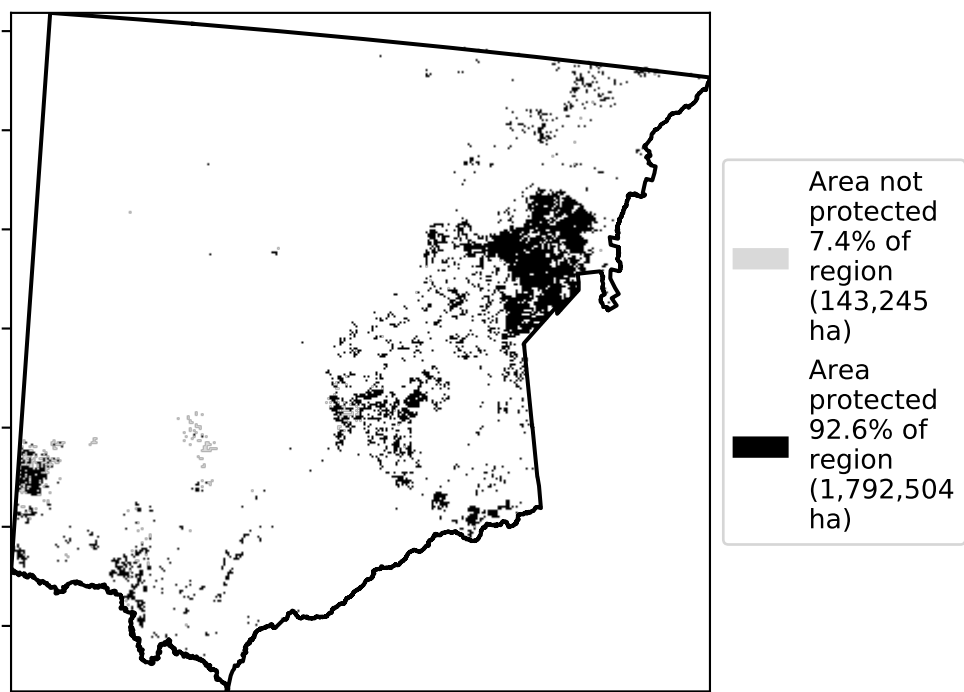 Area not
protected
7.4% of
region
(143,245
ha)
Area
protected
92.6% of
region
(1,792,504
ha)